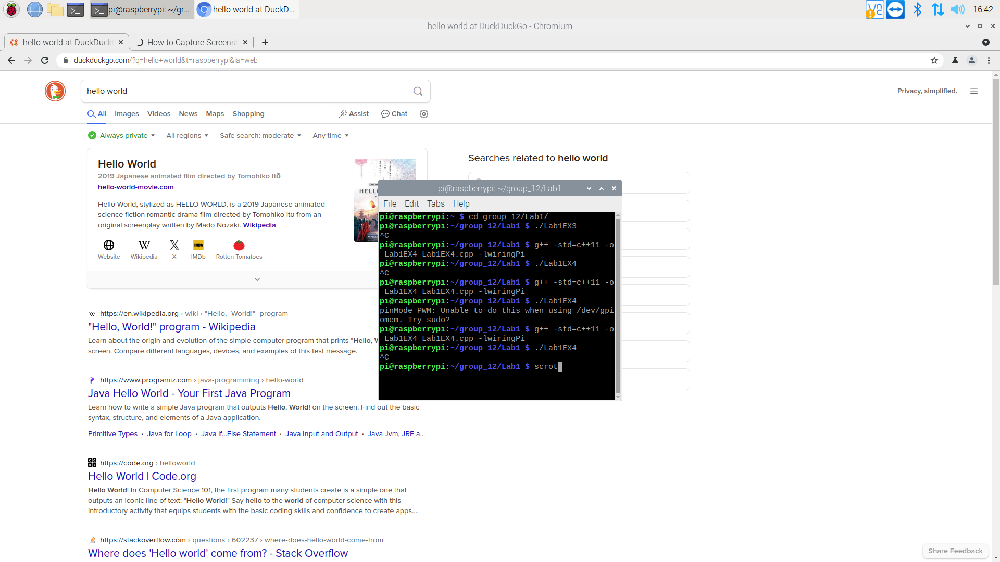 pi@raspberrypi: ~/gr...
hello world at DuckD...
16:42
hello world at DuckDuckGo - Chromium
hello world at DuckDuck
How to Capture Screensh
duckduckgo.com/?q=hello+world&t=raspberrypi&ia=web
hello world
Privacy, simplified.
All Images Videos News Maps Shopping Assist Chat
Always private All regions Safe search: moderate Any time
Hello World
2019 Japanese animated film directed by Tomohiko Itō
hello-world-movie.com
Hello World, stylized as HELLO WORLD, is a 2019 Japanese animated
science fiction romantic drama film directed by Tomohiko Itō from an
original screenplay written by Mado Nozaki. Wikipedia
Website Wikipedia X IMDb Rotten Tomatoes
Searches related to hello world
pi@raspberrypi: ~/group_12/Lab1
File Edit Tabs Help
pi@raspberrypi:~ $ cd group_12/Lab1/
pi@raspberrypi:~/group_12/Lab1 $ ./Lab1EX3
^C
pi@raspberrypi:~/group_12/Lab1 $ g++ -std=c++11 -o
Lab1EX4 Lab1EX4.cpp -lwiringPi
pi@raspberrypi:~/group_12/Lab1 $ ./Lab1EX4
^C
pi@raspberrypi:~/group_12/Lab1 $ g++ -std=c++11 -o
Lab1EX4 Lab1EX4.cpp -lwiringPi
pi@raspberrypi:~/group_12/Lab1 $ ./Lab1EX4
pinMode PWM: Unable to do this when using /dev/gpi
omem. Try sudo?
pi@raspberrypi:~/group_12/Lab1 $ g++ -std=c++11 -o
Lab1EX4 Lab1EX4.cpp -lwiringPi
pi@raspberrypi:~/group_12/Lab1 $ ./Lab1EX4
^C
pi@raspberrypi:~/group_12/Lab1 $ scrot
https://en.wikipedia.org › wiki › "Hello,_World!"_program
"Hello, World!" program - Wikipedia
Learn about the origin and evolution of the simple computer program that prints "Hello, W
screen. Compare different languages, devices, and examples of this test message.
https://www.programiz.com › java-programming › hello-world
Java Hello World - Your First Java Program
Learn how to write a simple Java program that outputs Hello, World! on the screen. Find out the basic
syntax, structure, and elements of a Java application.
Primitive Types · Java for Loop · Java If...Else Statement · Java Input and Output · Java Jvm, JRE a...
https://code.org › helloworld
Hello World | Code.org
Hello World! In Computer Science 101, the first program many students create is a simple one that
outputs an iconic line of text: "Hello World!" Say hello to the world of computer science with this
introductory activity that equips students with the basic coding skills and confidence to create apps....
https://stackoverflow.com › questions › 602237 › where-does-hello-world-come-from
Where does 'Hello world' come from? - Stack Overflow
Share Feedback